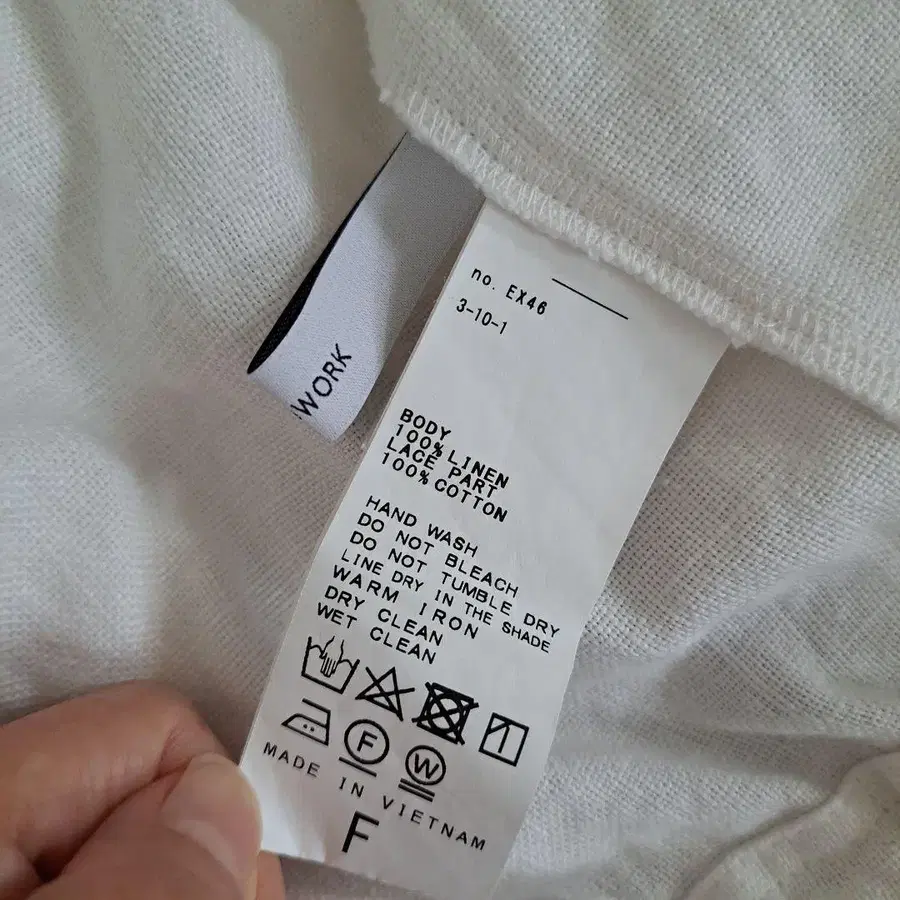 WORK
no. EX46
3-10-1
BODY
100%LINEN
LACE PART
100%COTTON
HAND WASH
DO NOT BLEACH
DO NOT TUMBLE DRY
LINE DRY IN THE SHADE
WARM IRON
DRY CLEAN
WET CLEAN
F W
MADE IN VIETNAM
F